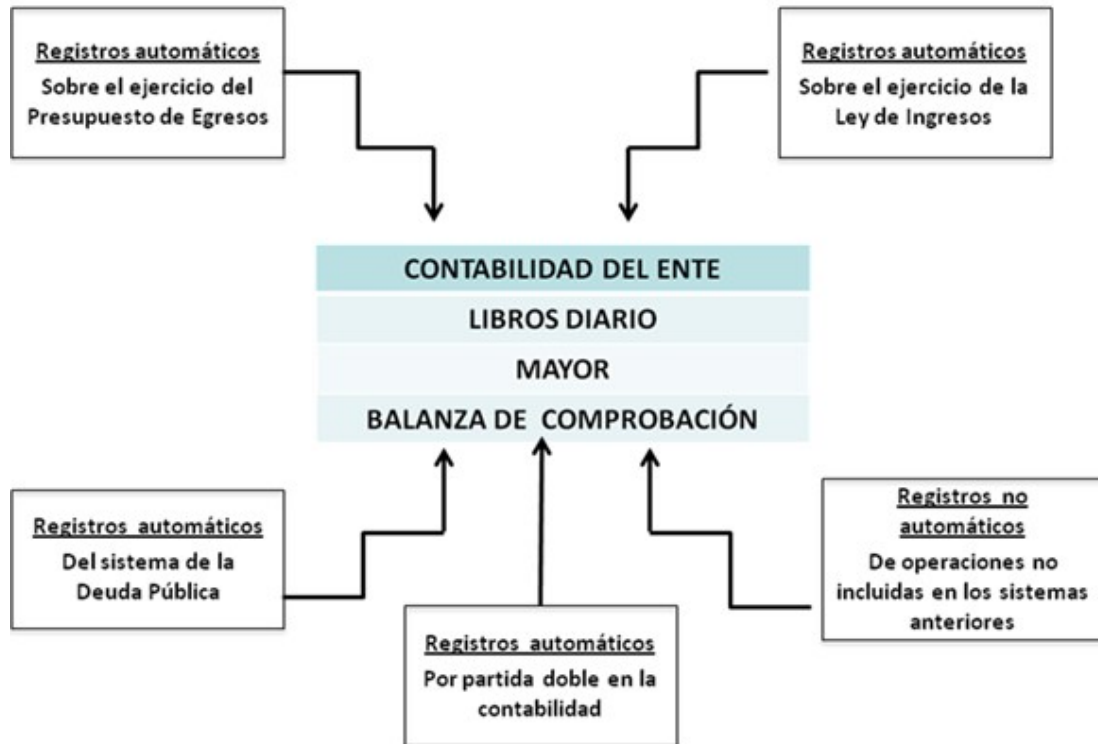 Registros automáticos
Sobre el ejercicio del
Presupuesto de Egresos
Registros automáticos
Sobre el ejercicio de la
Ley de Ingresos
CONTABILIDAD DEL ENTE
LIBROS DIARIO
MAYOR
BALANZA DE COMPROBACIÓN
Registros automáticos
Del sistema de la
Deuda Pública
Registros automáticos
Por partida doble en la
contabilidad
Registros no
automáticos
De operaciones no
incluidas en los sistemas
anteriores